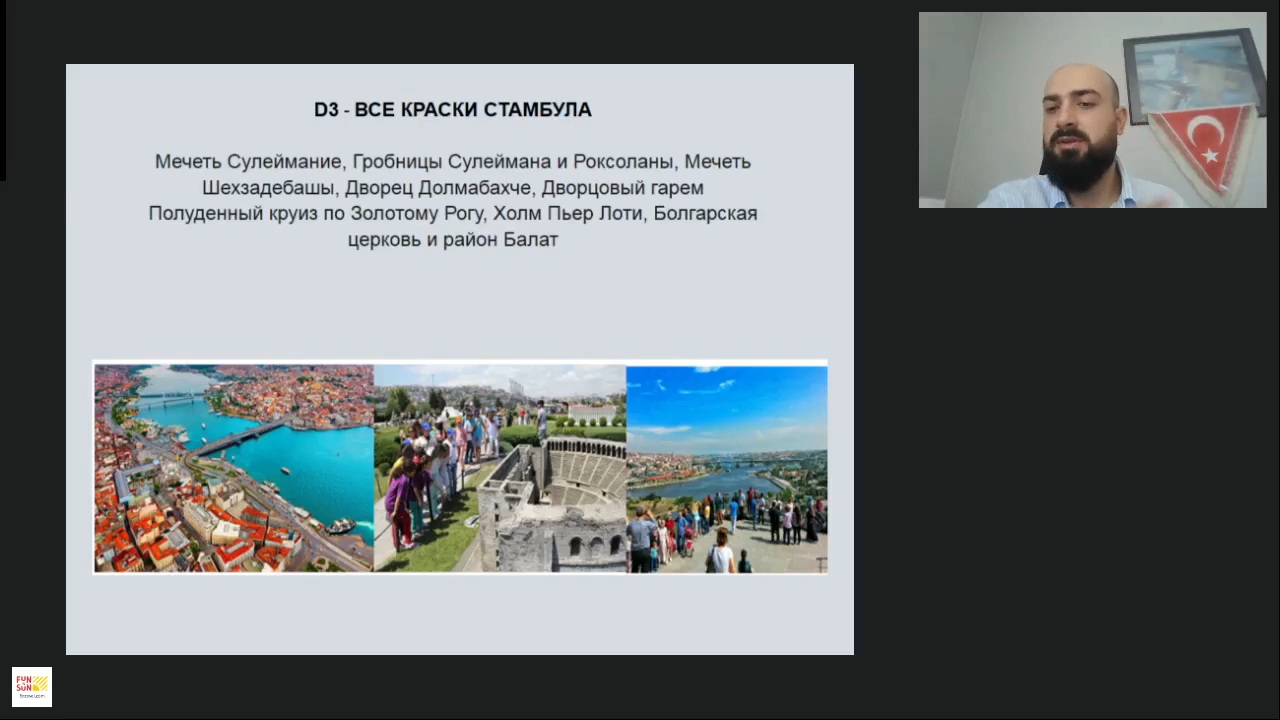 D3 - ВСЕ КРАСКИ СТАМБУЛА
Мечеть Сулеймание, Гробницы Сулеймана и Роксоланы, Мечеть
Шехзадебашы, Дворец Долмабахче, Дворцовый гарем
Полуденный круиз по Золотому Рогу, Холм Пьер Лоти, Болгарская
церковь и район Балат
FUN
&SUN